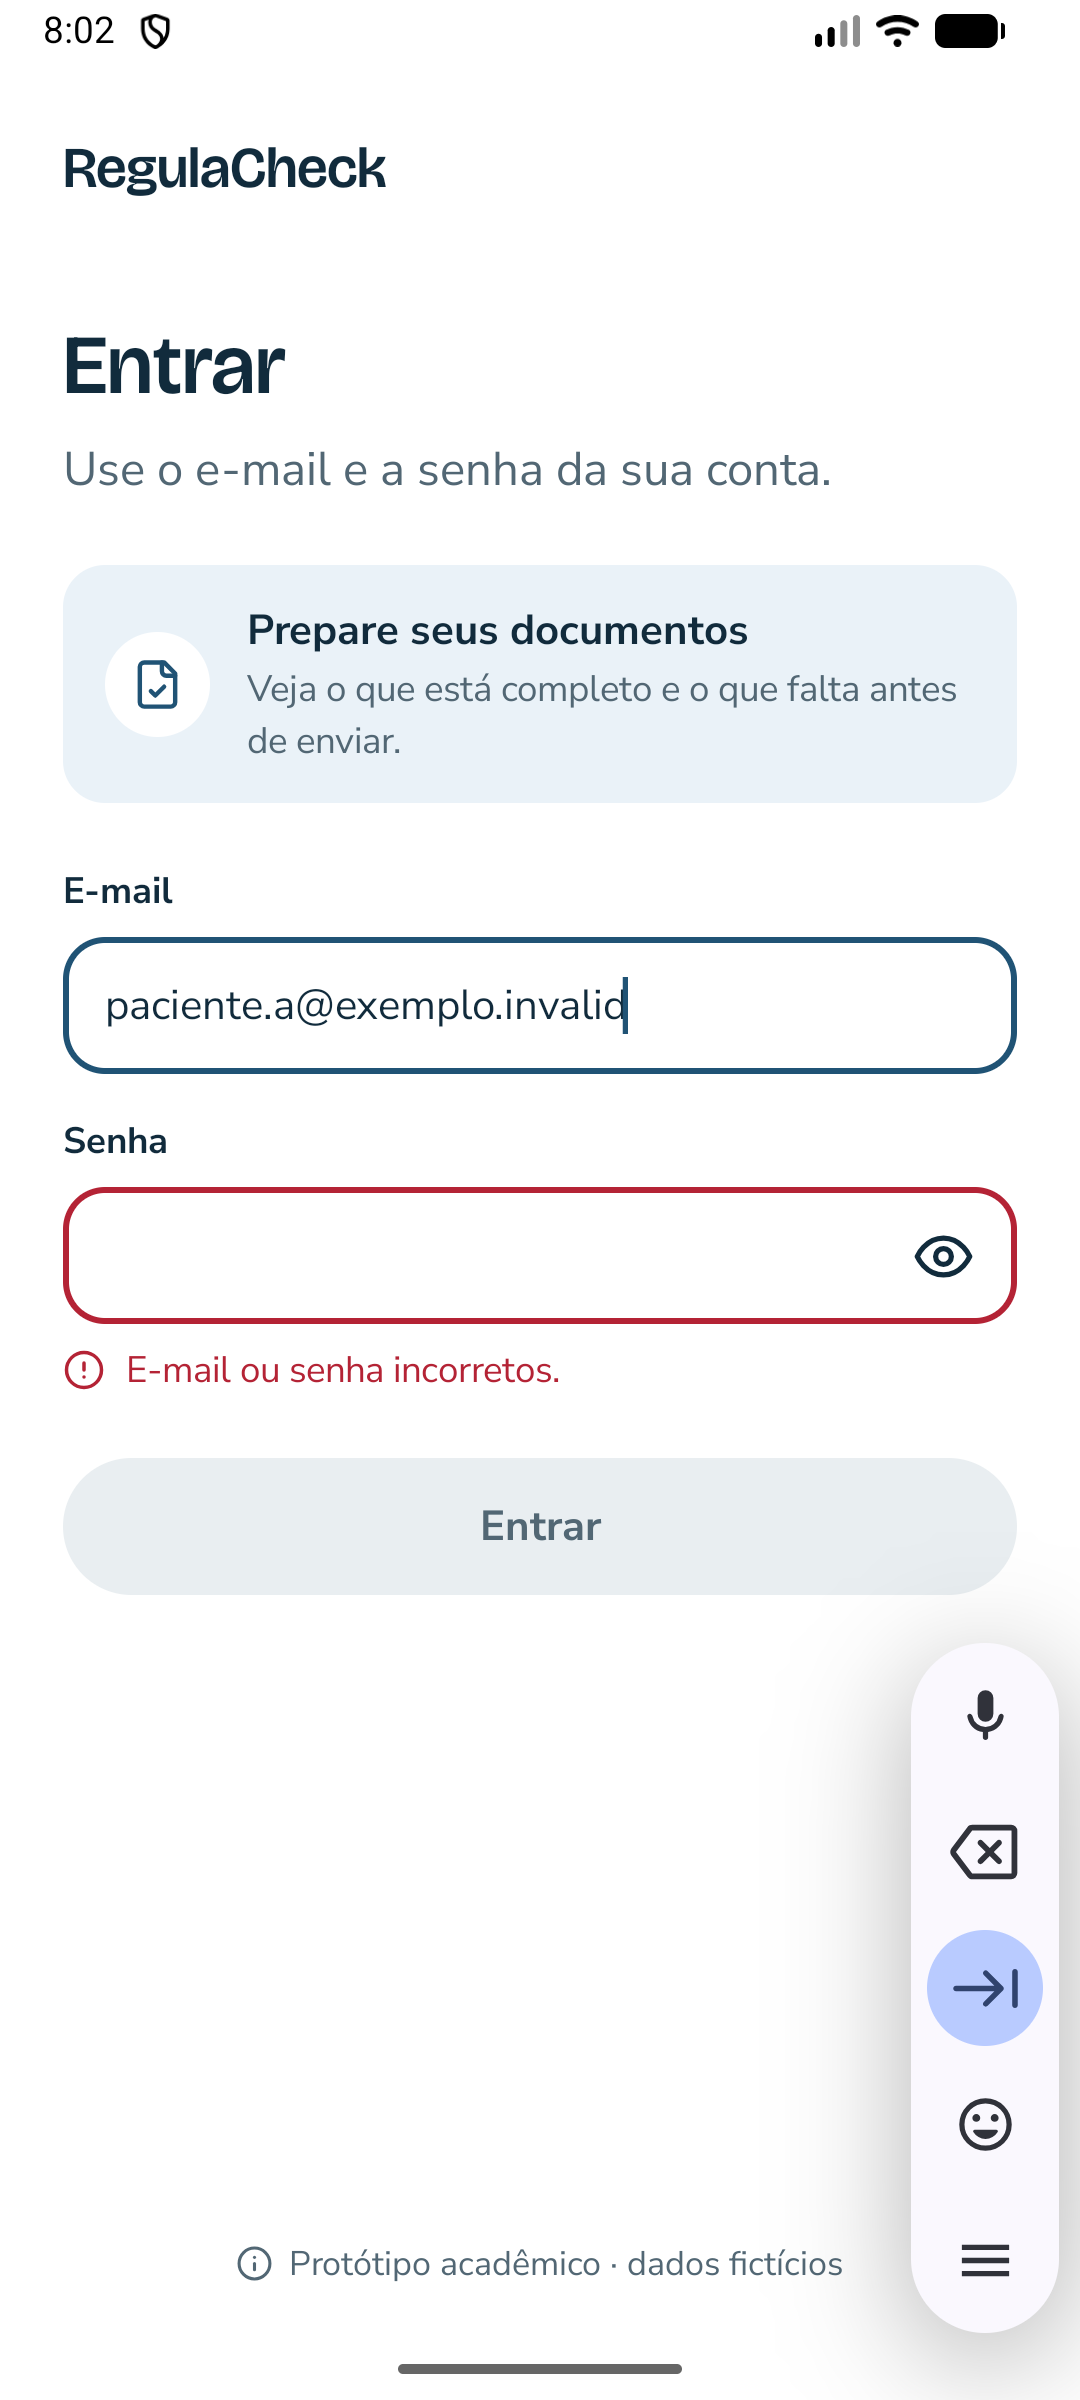 8:02
RegulaCheck
Entrar
Use o e-mail e a senha da sua conta.
Prepare seus documentos
Veja o que está completo e o que falta antes
de enviar.
E-mail
paciente.a@exemplo.invalid
Senha
E-mail ou senha incorretos.
Entrar
Protótipo acadêmico · dados fictícios